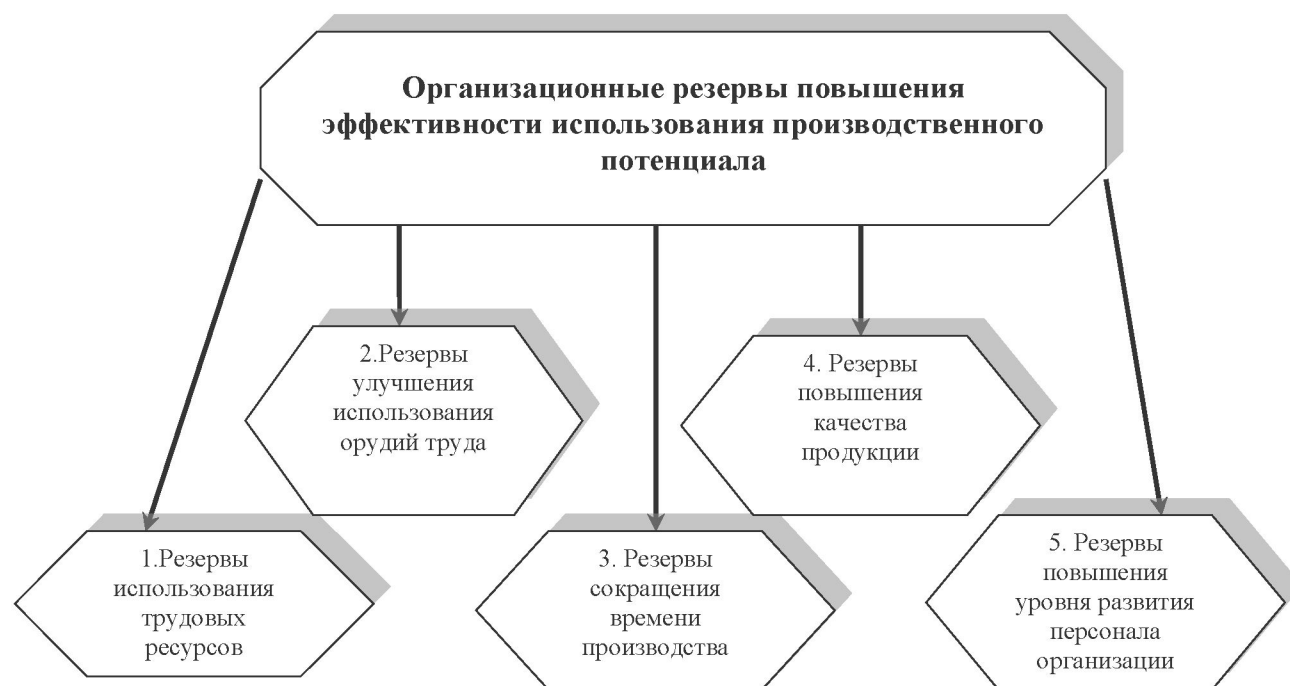 Организационные резервы повышения
эффективности использования производственного
потенциала
1.Резервы
использования
трудовых
ресурсов
2.Резервы
улучшения
использования
орудий труда
3. Резервы
сокращения
времени
производства
4. Резервы
повышения
качества
продукции
5. Резервы
повышения
уровня развития
персонала
организации